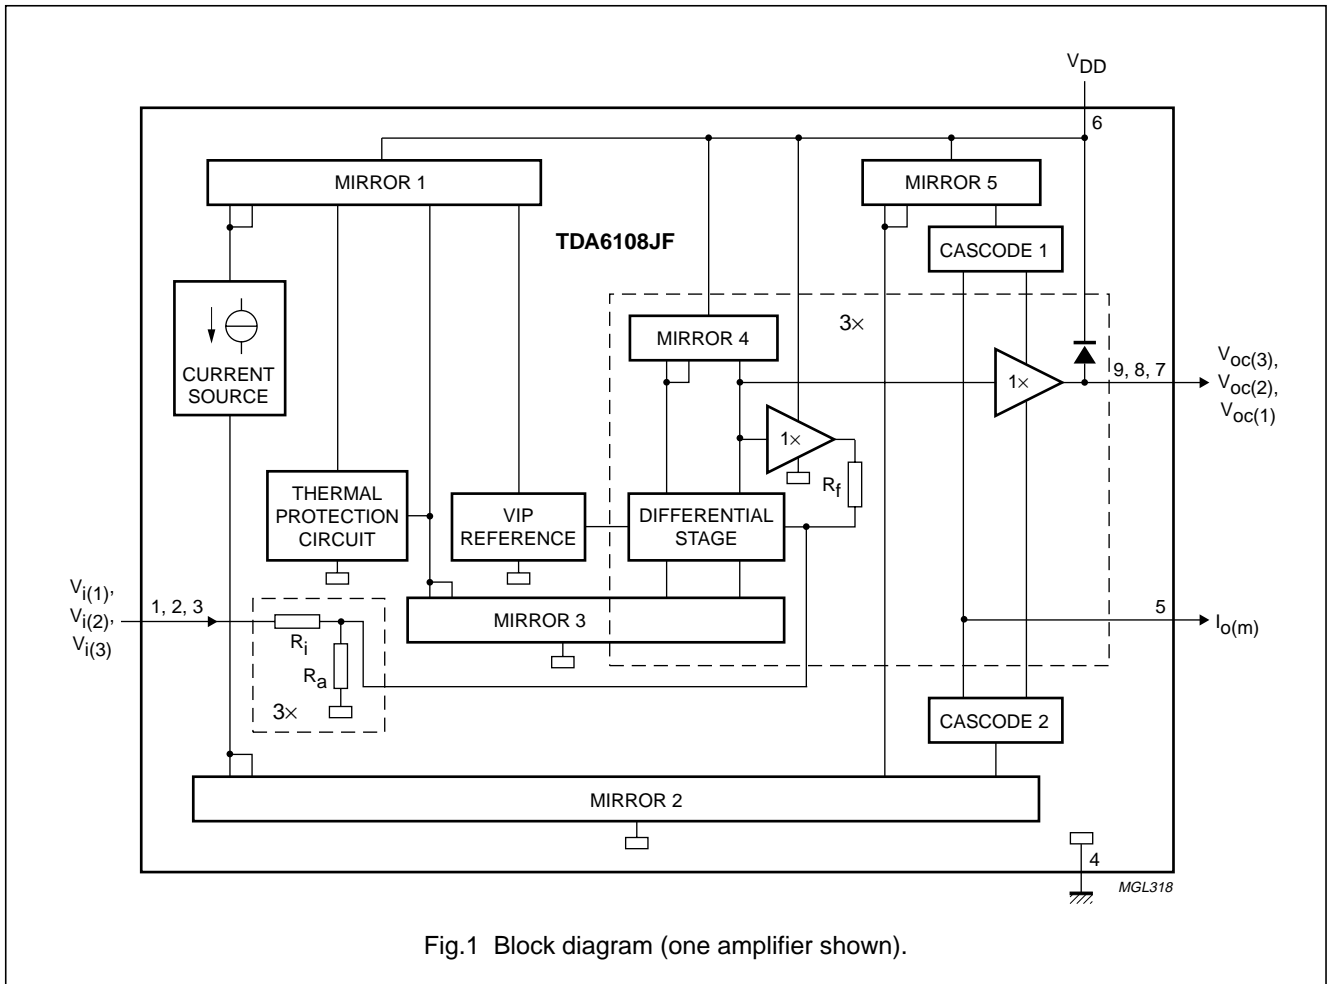 VDD
6
MIRROR 1
MIRROR 5
TDA6108JF
CASCODE 1
3×
MIRROR 4
CURRENT
SOURCE
1×
9, 8, 7
Voc(3),
Voc(2),
Voc(1)
1×
Rf
THERMAL
PROTECTION
CIRCUIT
VIP
REFERENCE
DIFFERENTIAL
STAGE
Vi(1),
Vi(2),
Vi(3)
1, 2, 3
Ri
Ra
3×
MIRROR 3
5
Io(m)
CASCODE 2
MIRROR 2
4
MGL318
Fig.1 Block diagram (one amplifier shown).